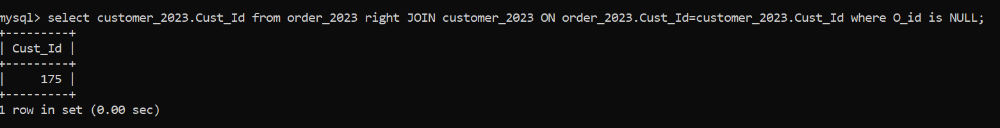 mysql> select customer_2023.Cust_Id from order_2023 right JOIN customer_2023 ON order_2023.Cust_Id=customer_2023.Cust_Id where O_id is NULL;
+---------+
| Cust_Id |
+---------+
|     175 |
+---------+
1 row in set (0.00 sec)